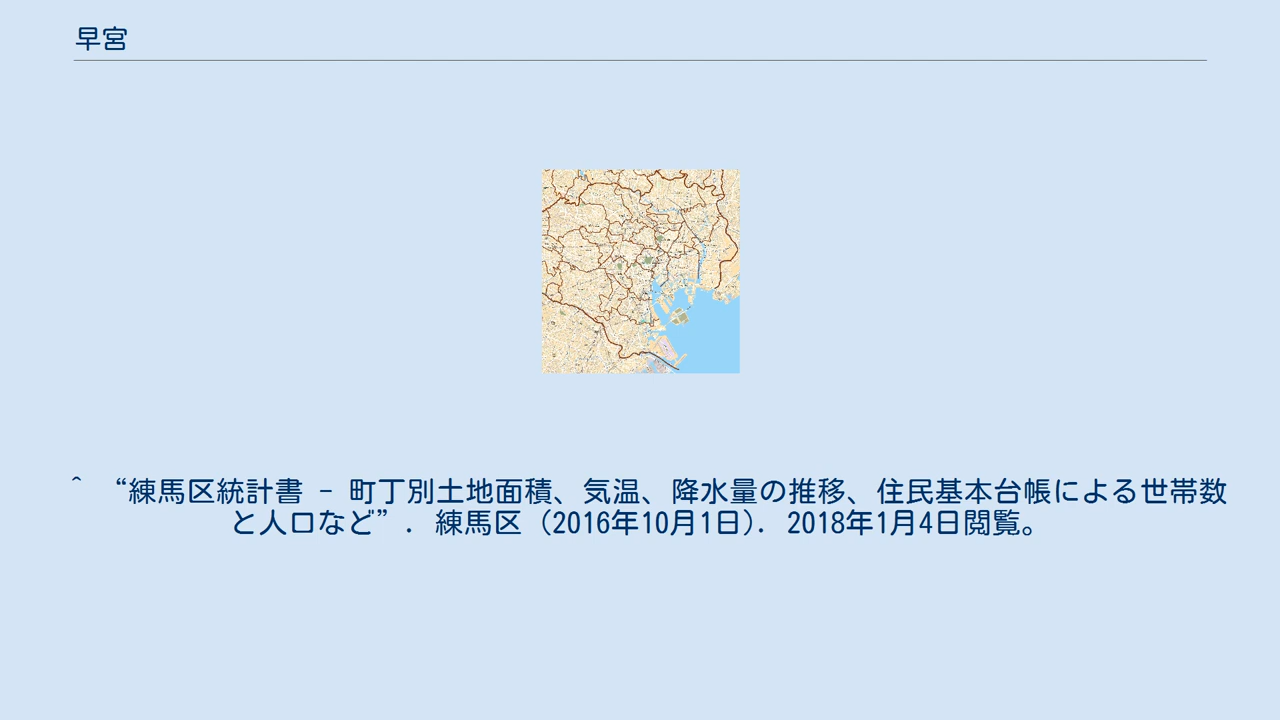 早宮
^ “練馬区統計書 - 町丁別土地面積、気温、降水量の推移、住民基本台帳による世帯数
と人口など”. 練馬区 (2016年10月1日). 2018年1月4日閲覧。